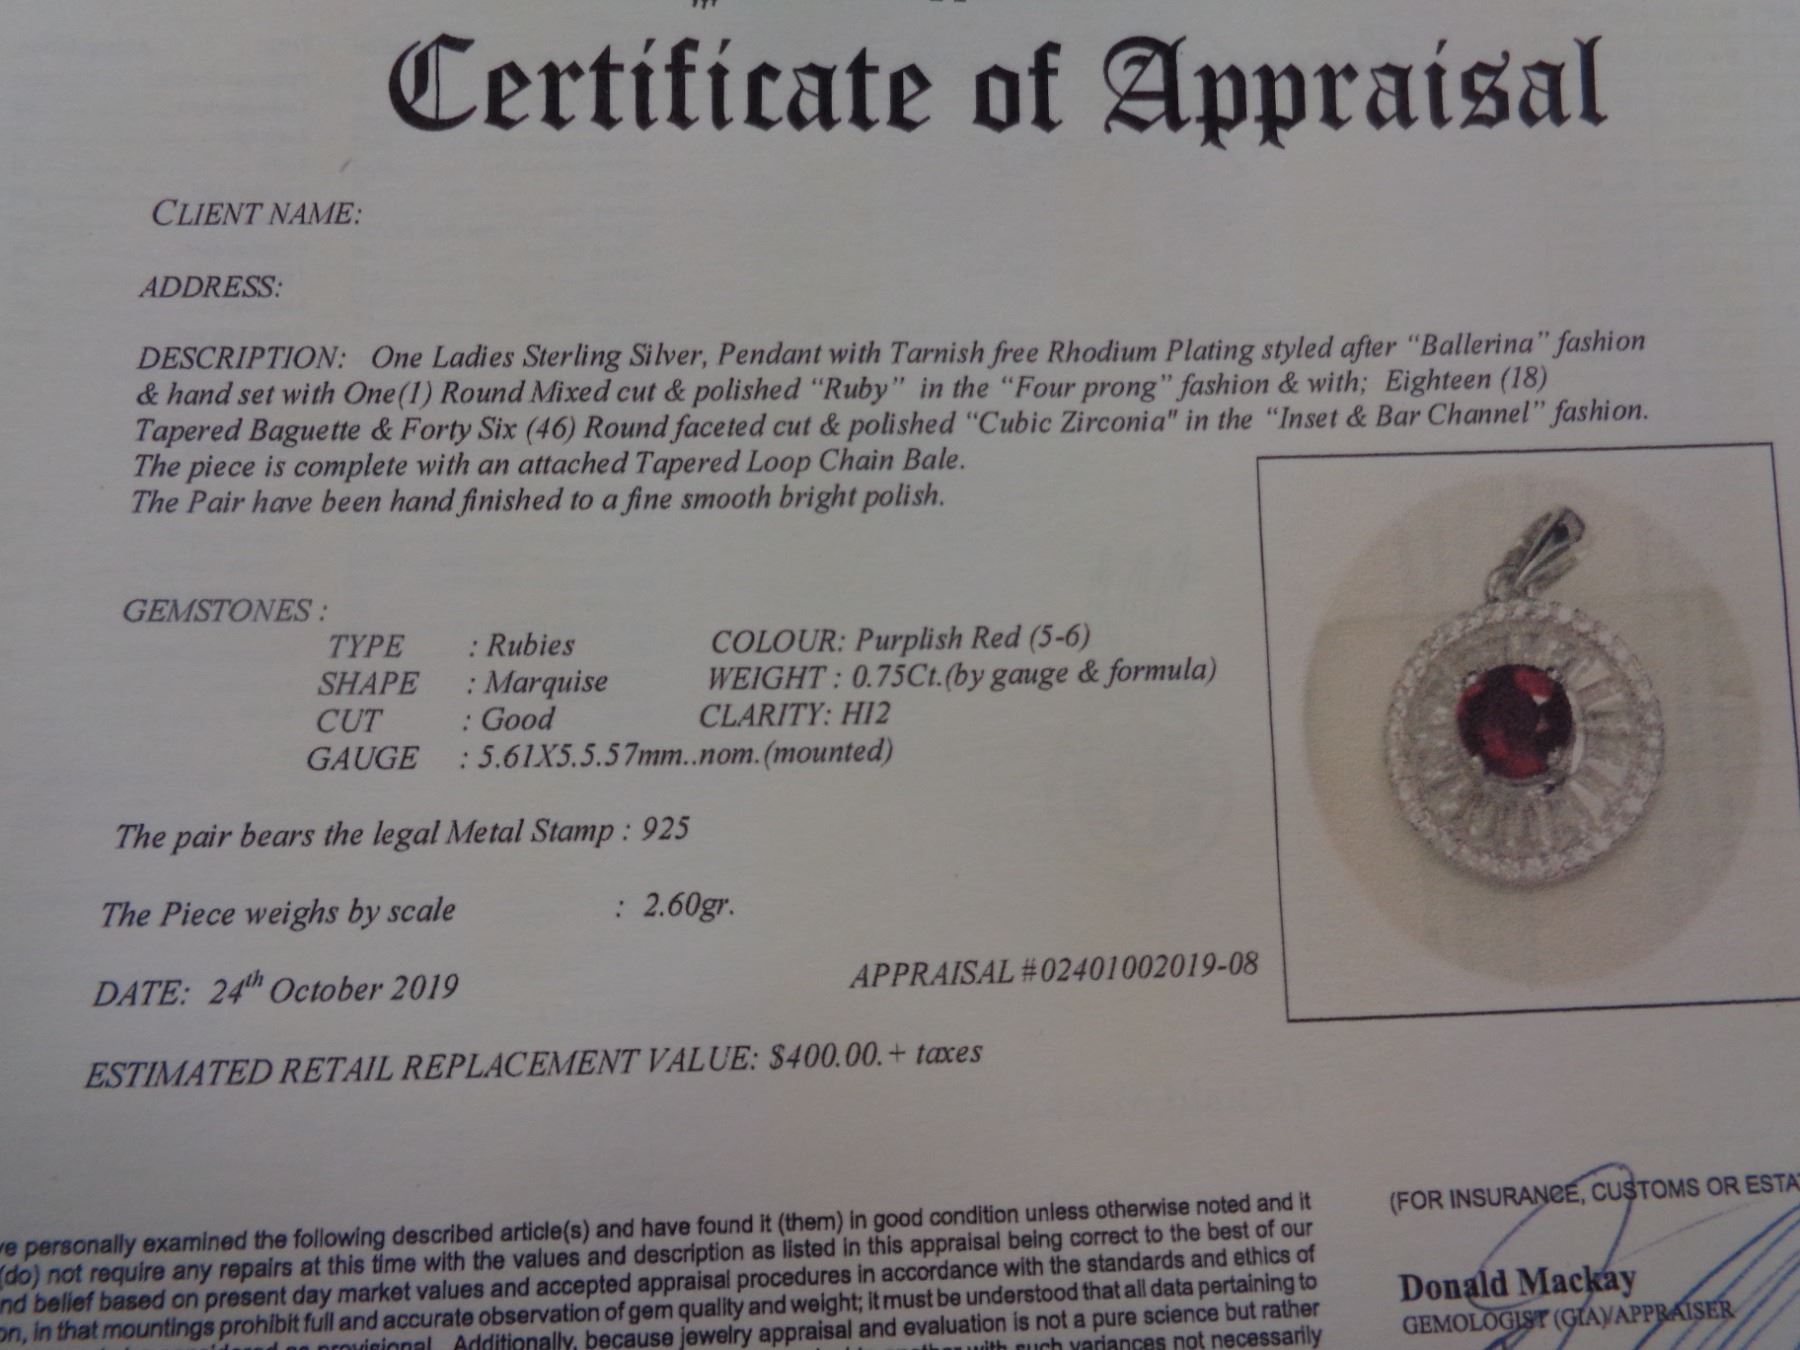 Certificate of Appraisal
CLIENT NAME:
ADDRESS:
DESCRIPTION: One Ladies Sterling Silver, Pendant with Tarnish free Rhodium Plating styled after “Ballerina” fashion
& hand set with One(1) Round Mixed cut & polished “Ruby” in the “Four prong” fashion & with; Eighteen (18)
Tapered Baguette & Forty Six (46) Round faceted cut & polished “Cubic Zirconia" in the “Inset & Bar Channel” fashion.
The piece is complete with an attached Tapered Loop Chain Bale.
The Pair have been hand finished to a fine smooth bright polish.
GEMSTONES :
TYPE : Rubies COLOUR: Purplish Red (5-6)
SHAPE : Marquise WEIGHT : 0.75Ct.(by gauge & formula)
CUT : Good CLARITY: HI2
GAUGE : 5.61X5.5.57mm..nom.(mounted)
The pair bears the legal Metal Stamp : 925
The Piece weighs by scale : 2.60gr.
DATE: 24th October 2019 APPRAISAL #02401002019-08
ESTIMATED RETAIL REPLACEMENT VALUE: $400.00.+ taxes
personally examined the following described article(s) and have found it (them) in good condition unless otherwise noted and it
(do) not require any repairs at this time with the values and description as listed in this appraisal being correct to the best of our
belief based on present day market values and accepted appraisal procedures in accordance with the standards and ethics of
in that mountings prohibit full and accurate observation of gem quality and weight; it must be understood that all data pertaining to
provisional. Additionally, because jewelry appraisal and evaluation is not a pure science but rather
with such variances not necessarily
(FOR INSURANCE, CUSTOMS OR ESTA
Donald Mackay
GEMOLOGIST (GIA)/APPRAISER